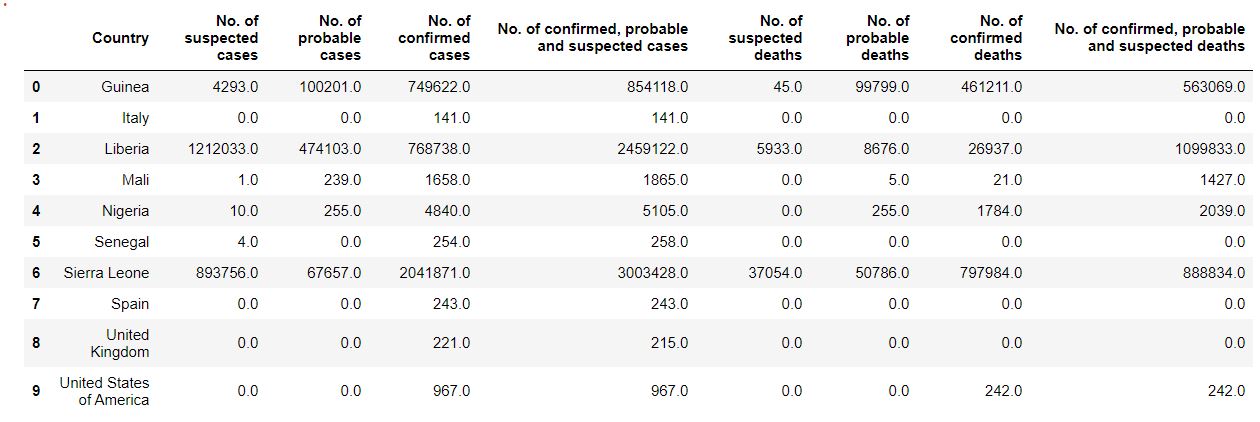 Country No. of suspected cases No. of probable cases No. of confirmed cases No. of confirmed, probable and suspected cases No. of suspected deaths No. of probable deaths No. of confirmed deaths No. of confirmed, probable and suspected deaths
0 Guinea 4293.0 100201.0 749622.0 854118.0 45.0 99799.0 461211.0 563069.0
1 Italy 0.0 0.0 141.0 141.0 0.0 0.0 0.0 0.0
2 Liberia 1212033.0 474103.0 768738.0 2459122.0 5933.0 8676.0 26937.0 1099833.0
3 Mali 1.0 239.0 1658.0 1865.0 0.0 5.0 21.0 1427.0
4 Nigeria 10.0 255.0 4840.0 5105.0 0.0 255.0 1784.0 2039.0
5 Senegal 4.0 0.0 254.0 258.0 0.0 0.0 0.0 0.0
6 Sierra Leone 893756.0 67657.0 2041871.0 3003428.0 37054.0 50786.0 797984.0 888834.0
7 Spain 0.0 0.0 243.0 243.0 0.0 0.0 0.0 0.0
8 United Kingdom 0.0 0.0 221.0 215.0 0.0 0.0 0.0 0.0
9 United States of America 0.0 0.0 967.0 967.0 0.0 0.0 242.0 242.0